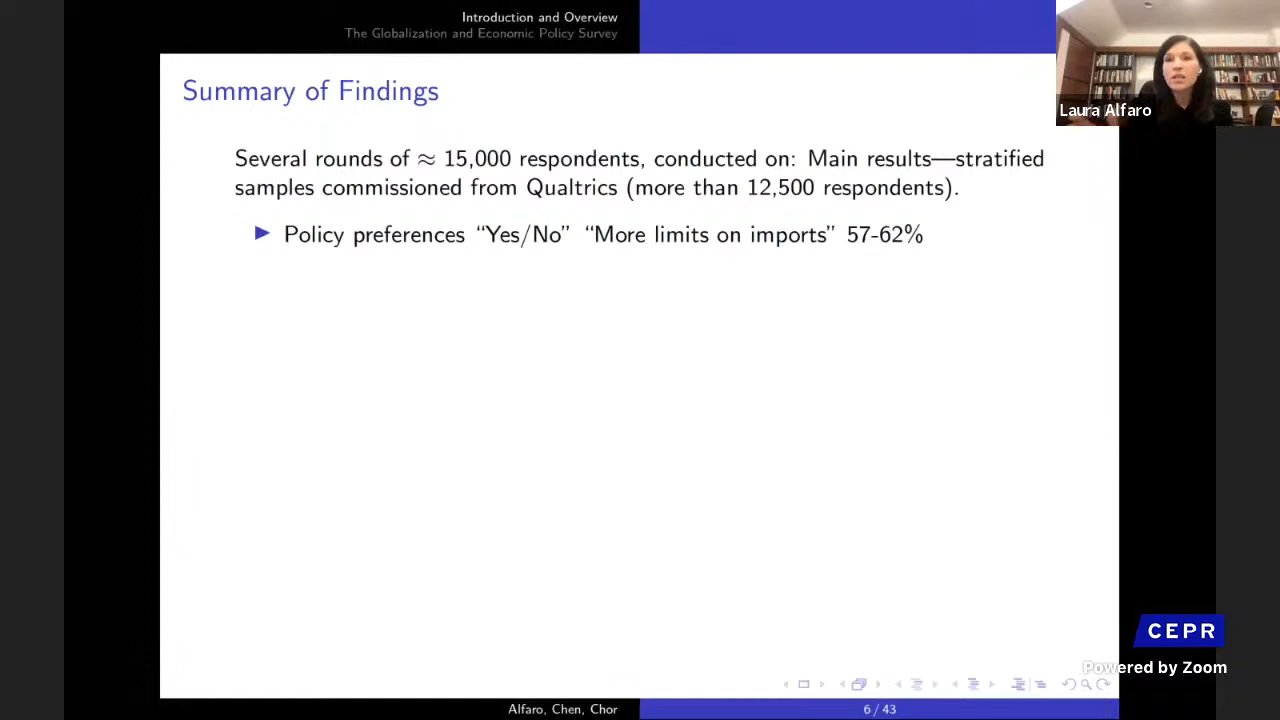 Introduction and Overview
The Globalization and Economic Policy Survey
Laura Alfaro
Summary of Findings
Several rounds of ≈ 15,000 respondents, conducted on: Main results—stratified
samples commissioned from Qualtrics (more than 12,500 respondents).
▶ Policy preferences “Yes/No” “More limits on imports” 57-62%
CEPR
Powered by Zoom
Alfaro, Chen, Chor
6 / 43